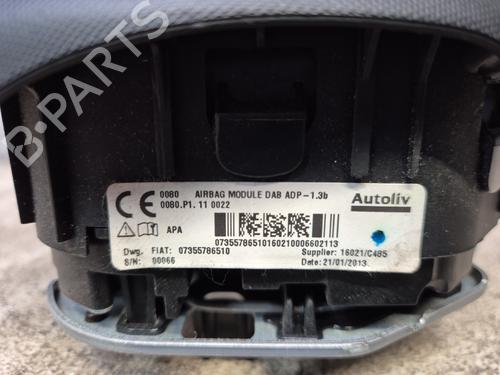 CE 0080 AIRBAG MODULE DAB ADP-1.3b Autoliv
0080.P1. 11 0022
APA
07355786510160210006602113
Dwg. FIAT: 07355786510 Supplier: 16021/C485
S/N: 00066 Date: 21/01/2013
B-PARTS